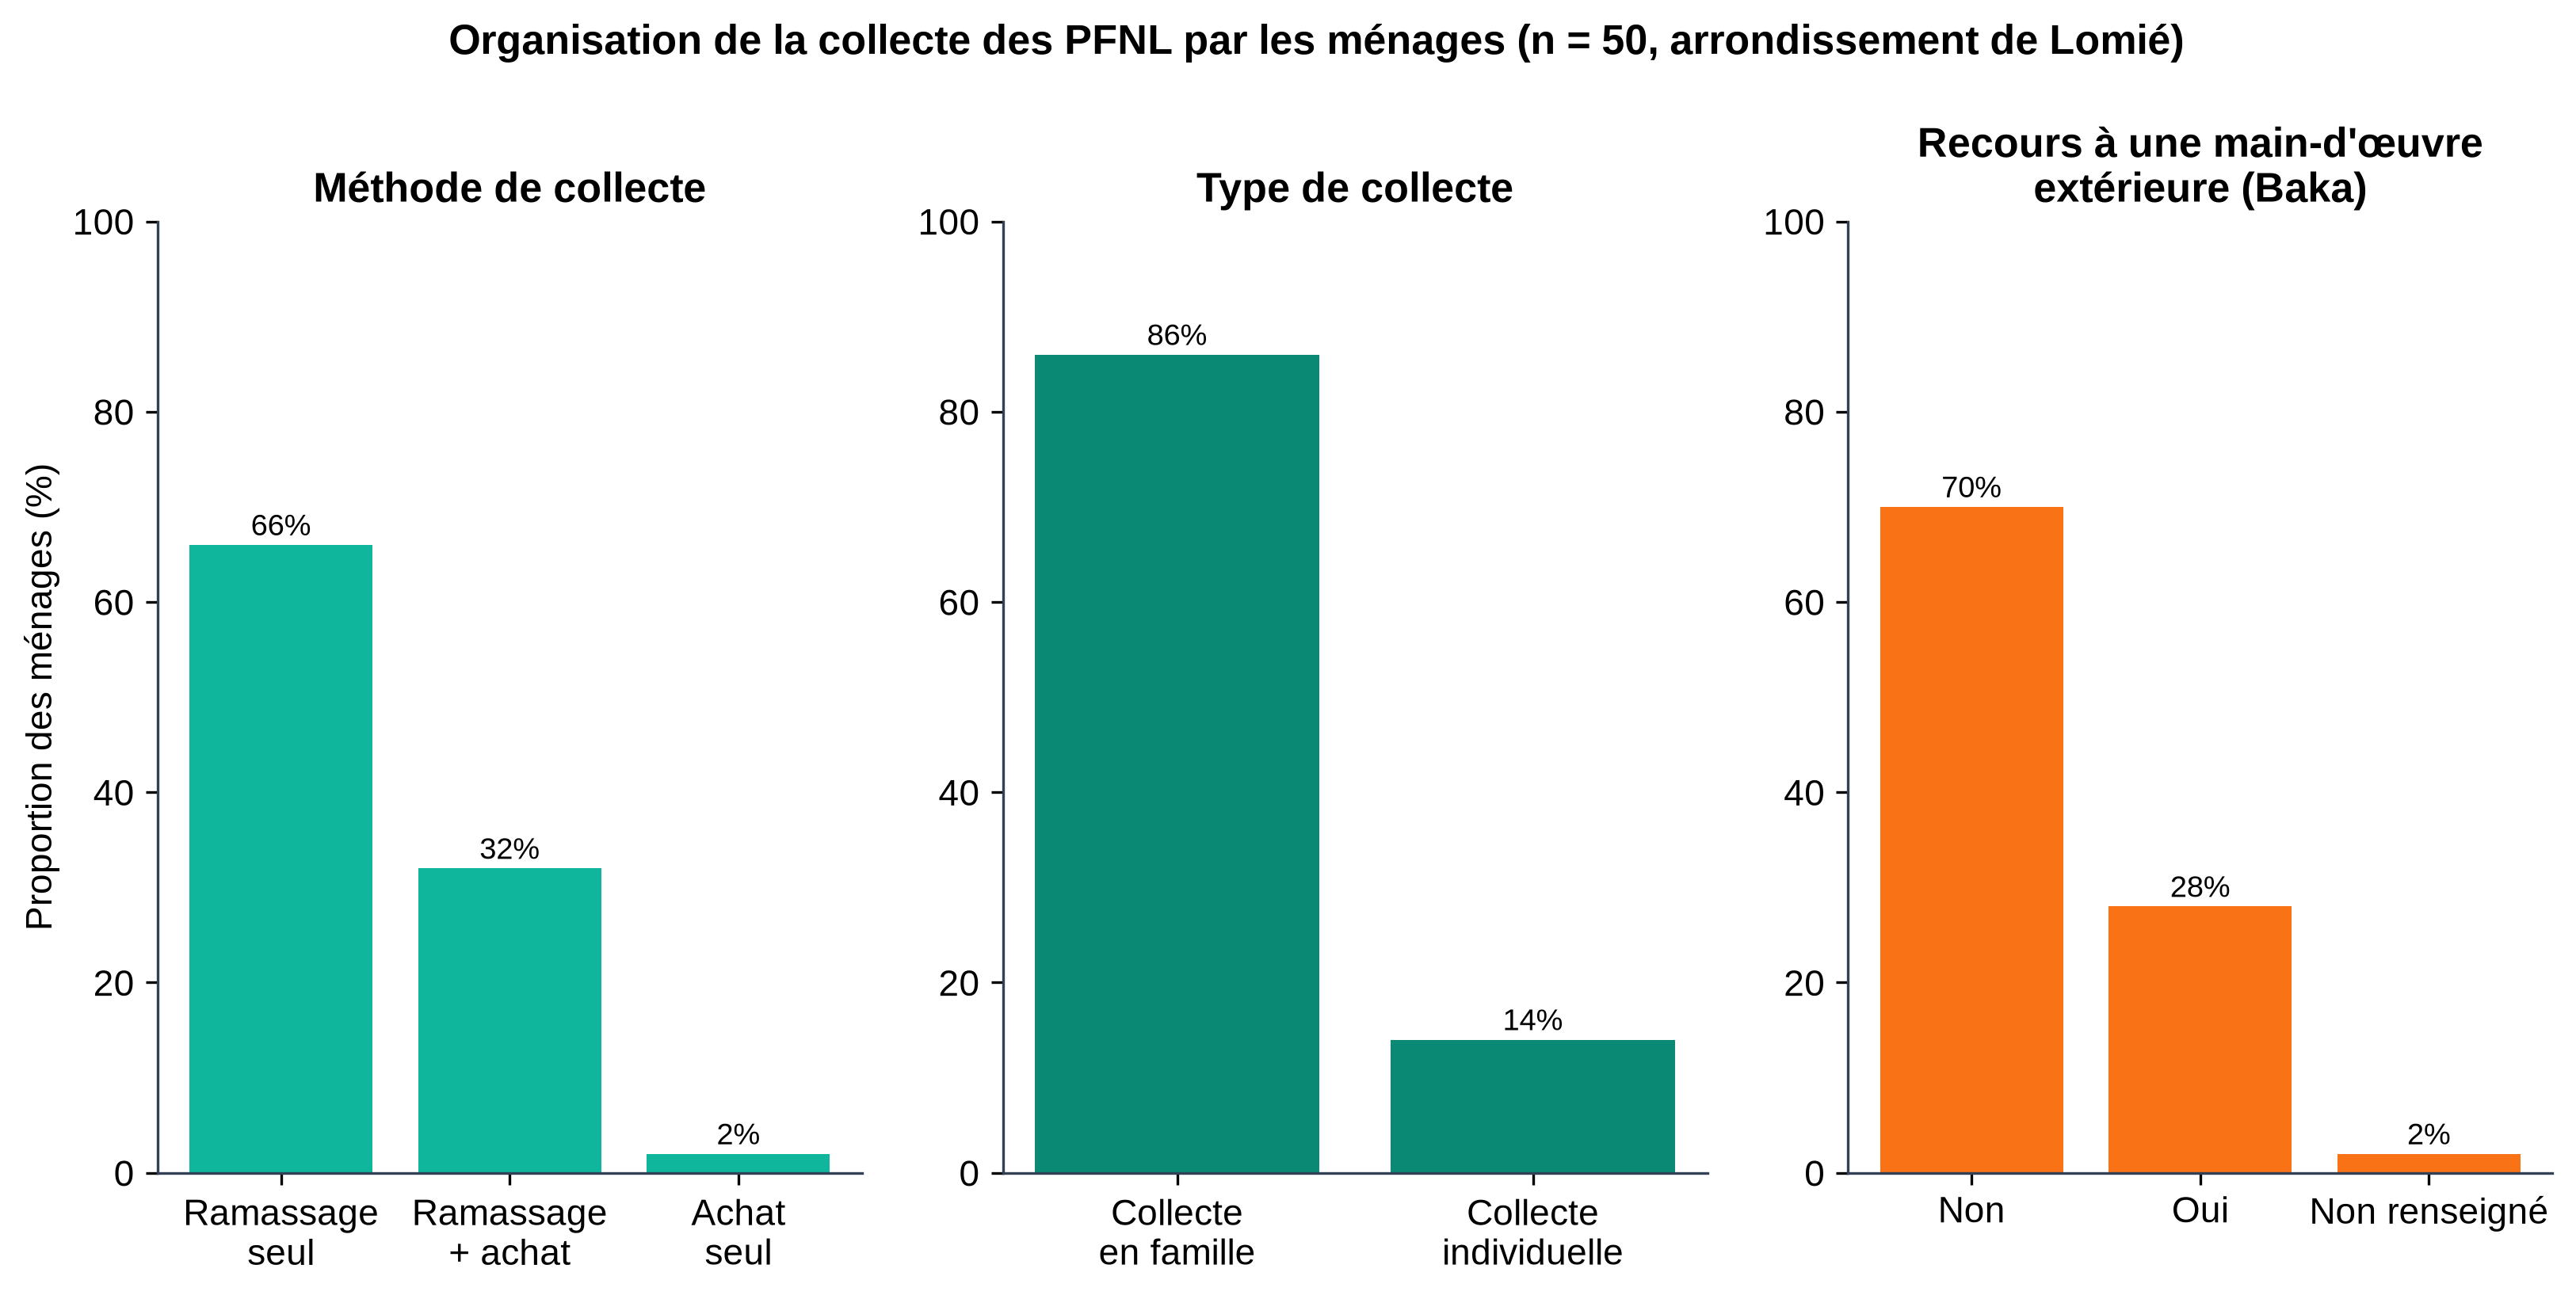 Organisation de la collecte des PFNL par les ménages (n = 50, arrondissement de Lomié)
Méthode de collecte
Proportion des ménages (%)
100
80
60
40
20
0
66%
32%
2%
Ramassage
seul
Ramassage
+ achat
Achat
seul
Type de collecte
100
80
60
40
20
0
86%
14%
Collecte
en famille
Collecte
individuelle
Recours à une main-d'œuvre
extérieure (Baka)
100
80
60
40
20
0
70%
28%
2%
Non
Oui
Non renseigné